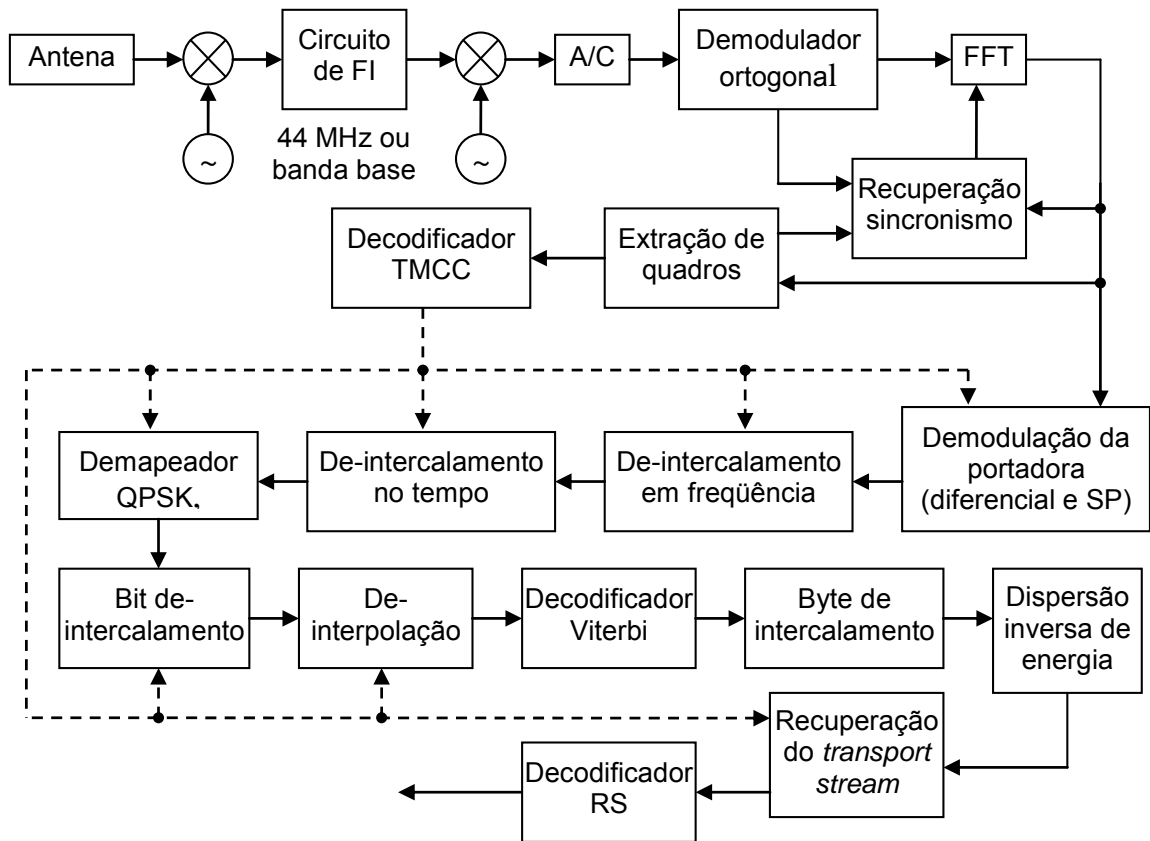 Antena
Circuito
de FI
A/C
Demodulador
ortogonal
FFT
~
44 MHz ou
banda base
~
Recuperação
sincronismo
Decodificador
TMCC
Extração de
quadros
Demapeador
QPSK,
De-intercalamento
no tempo
De-intercalamento
em freqüência
Demodulação da
portadora
(diferencial e SP)
Bit de-
intercalamento
De-
interpolação
Decodificador
Viterbi
Byte de
intercalamento
Dispersão
inversa de
energia
Recuperação
do transport
stream
Decodificador
RS